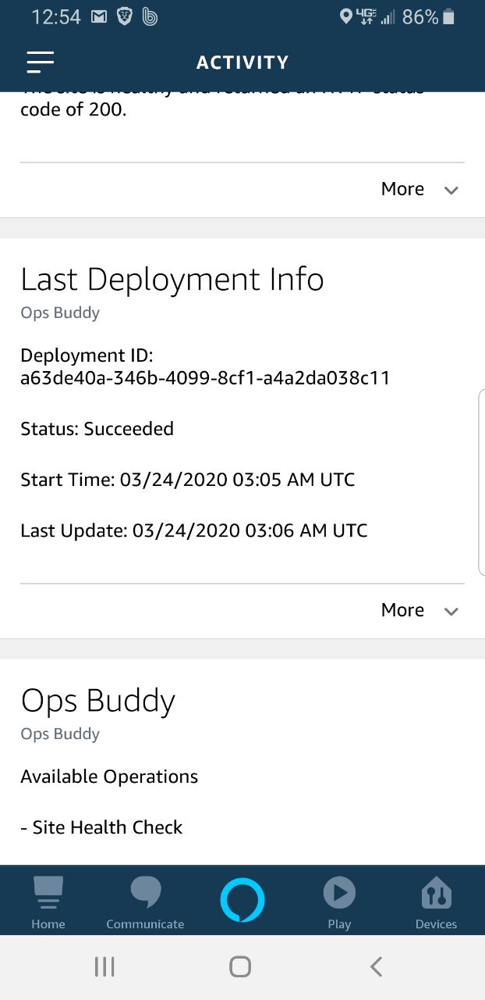 12:54 86%
ACTIVITY
The site is healthy and returned an HTTP status
code of 200.
More
Last Deployment Info
Ops Buddy
Deployment ID:
a63de40a-346b-4099-8cf1-a4a2da038c11
Status: Succeeded
Start Time: 03/24/2020 03:05 AM UTC
Last Update: 03/24/2020 03:06 AM UTC
More
Ops Buddy
Ops Buddy
Available Operations
- Site Health Check
Home Communicate Play Devices